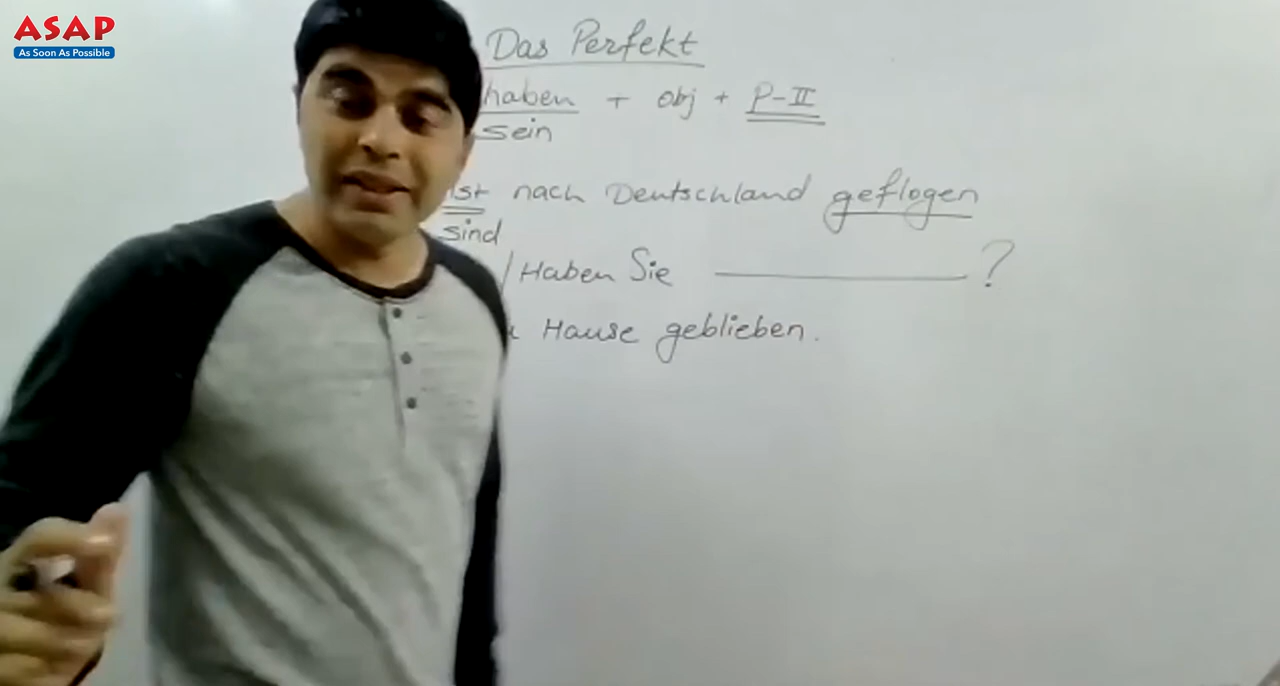 ASAP
As Soon As Possible
Das Perfekt
haben + obj + P-II
sein
ist nach Deutschland geflogen
sind
/Haben Sie ________ ?
Hause geblieben.